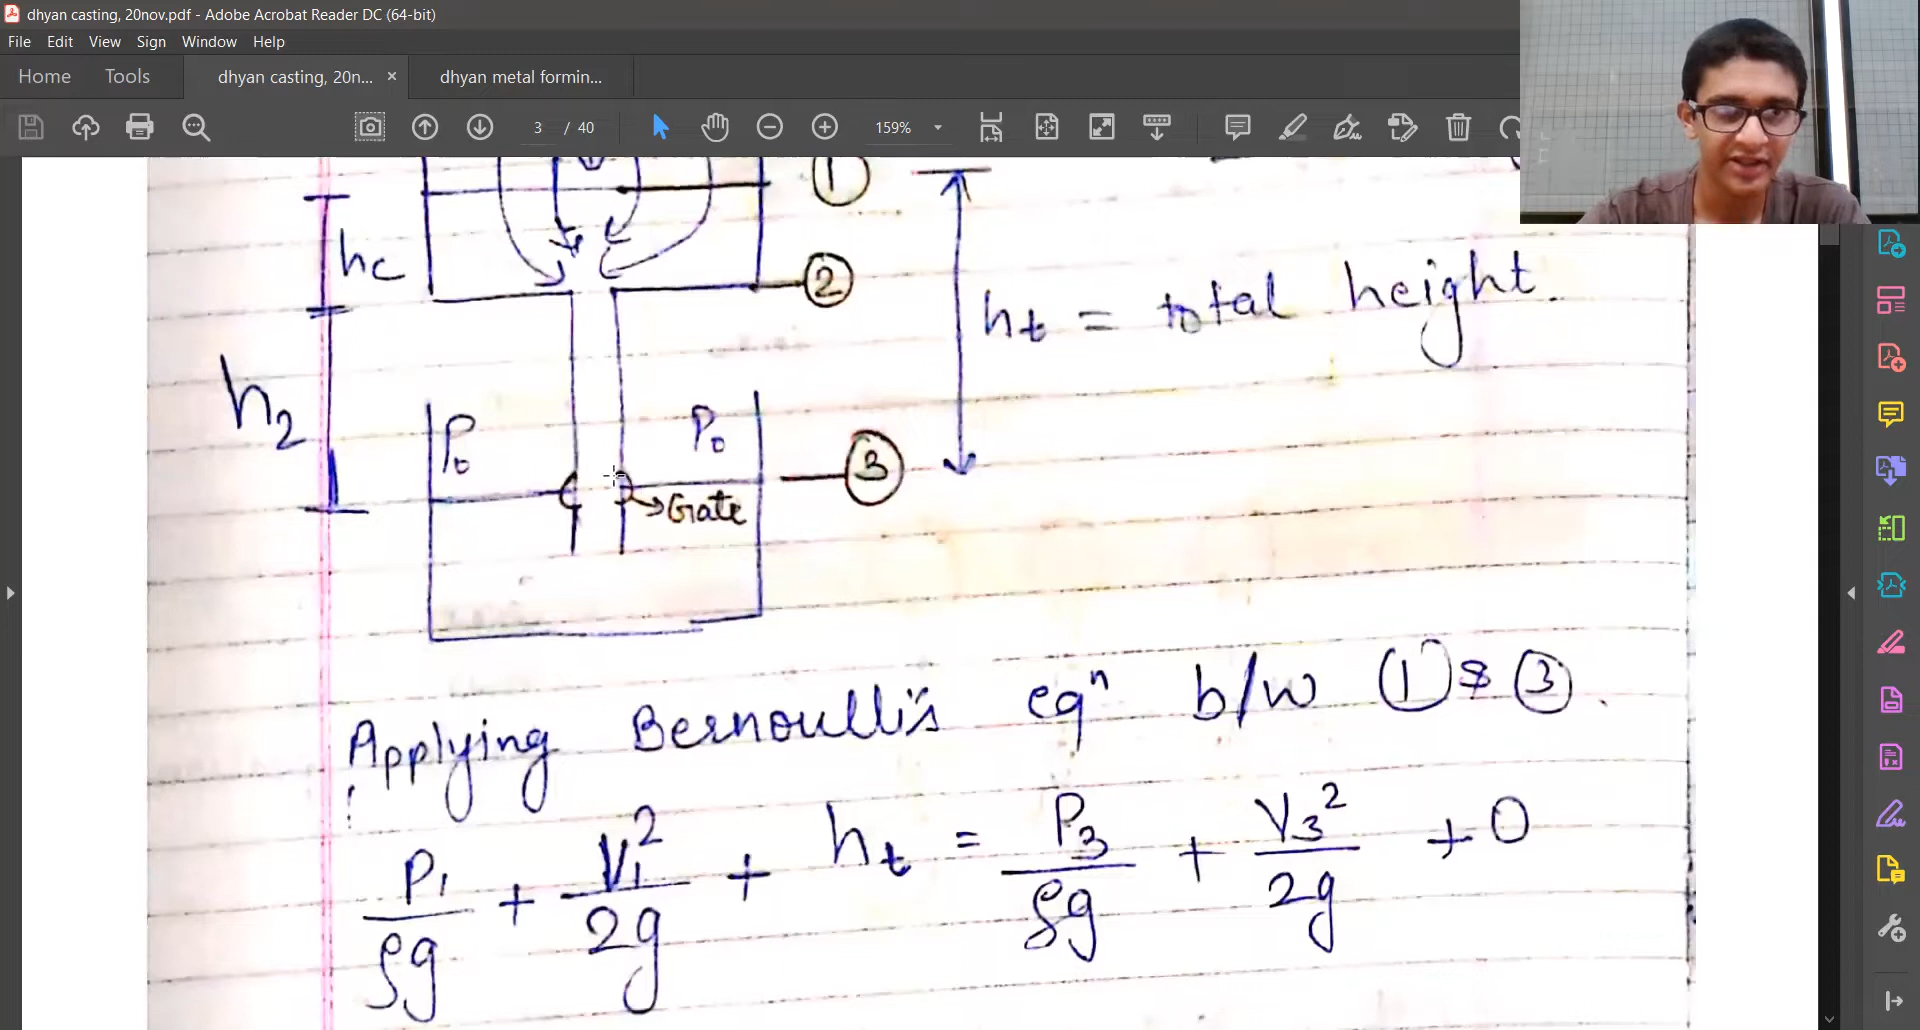 dhyan casting, 20nov.pdf - Adobe Acrobat Reader DC (64-bit)
File Edit View Sign Window Help
Home Tools dhyan casting, 20n... × dhyan metal formin...
3 / 40 159%
1
hc
2
ht = total height.
h2
Po Po
3
Gate
Applying Bernoulli's eqⁿ b/w ① & ③.
P₁/ρg + V₁²/2g + ht = P₃/ρg + V₃²/2g + 0